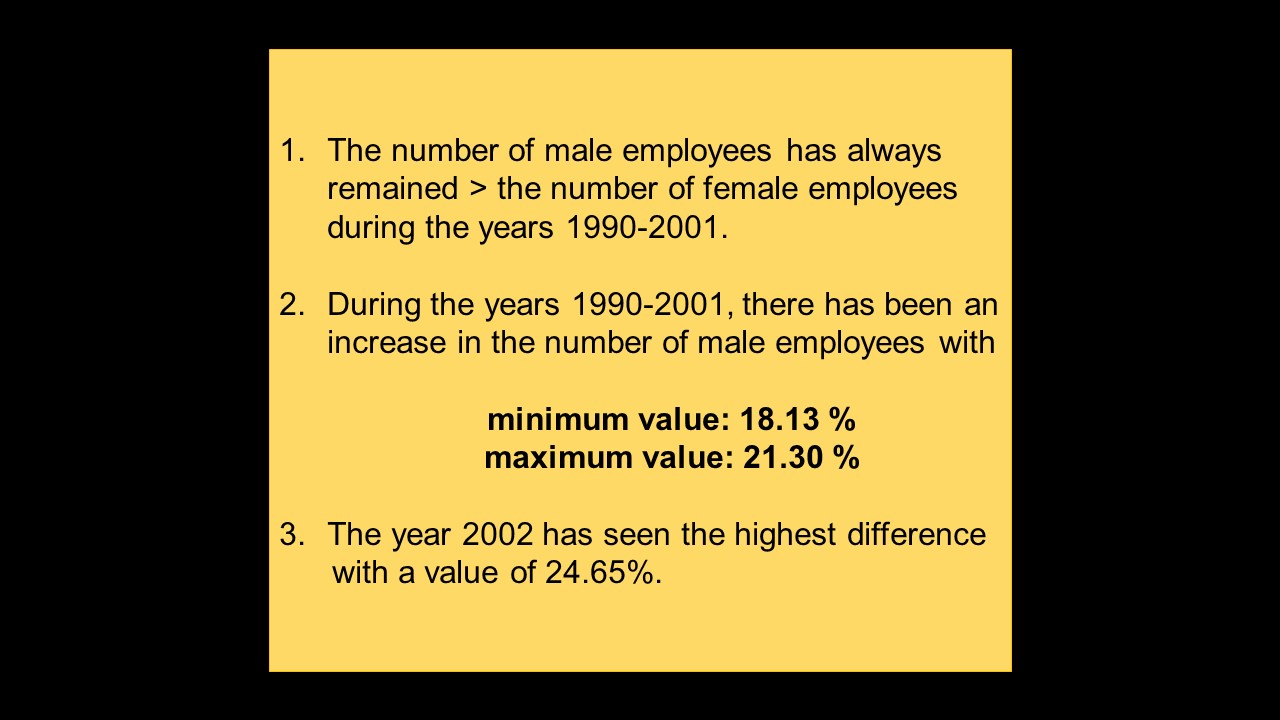 1. The number of male employees has always
remained > the number of female employees
during the years 1990-2001.
2. During the years 1990-2001, there has been an
increase in the number of male employees with
minimum value: 18.13 %
maximum value: 21.30 %
3. The year 2002 has seen the highest difference
with a value of 24.65%.